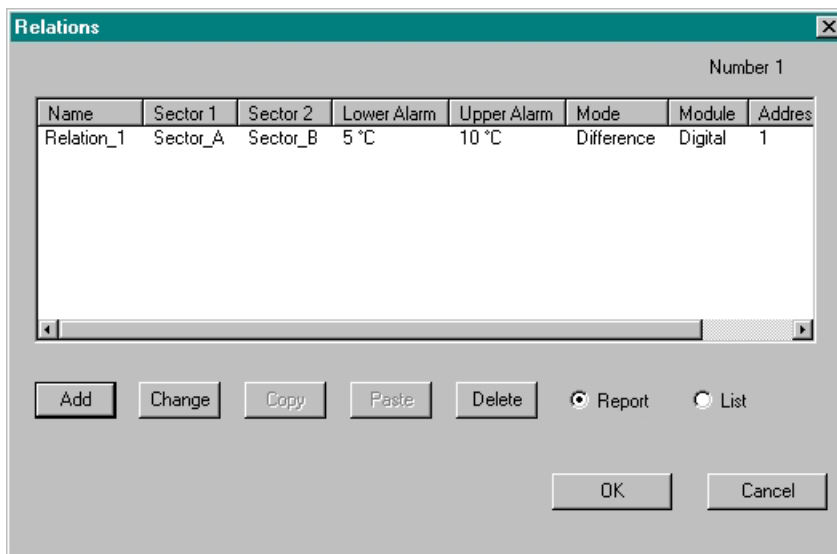 Relations
Number 1
Name Sector 1 Sector 2 Lower Alarm Upper Alarm Mode Module Addres
Relation_1 Sector_A Sector_B 5 °C 10 °C Difference Digital 1
Add Change Copy Paste Delete Report List
OK Cancel